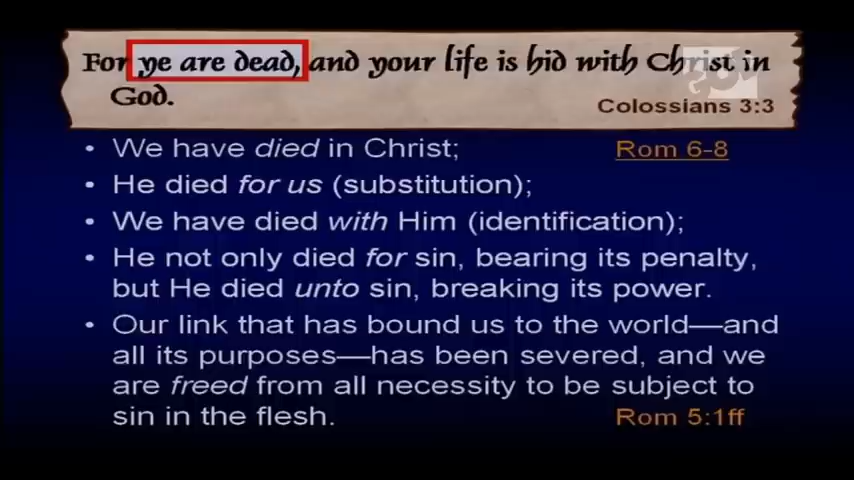 For ye are dead, and your life is hid with Christ in
God.
Colossians 3:3
• We have died in Christ; Rom 6-8
• He died for us (substitution);
• We have died with Him (identification);
• He not only died for sin, bearing its penalty,
but He died unto sin, breaking its power.
• Our link that has bound us to the world—and
all its purposes—has been severed, and we
are freed from all necessity to be subject to
sin in the flesh. Rom 5:1ff